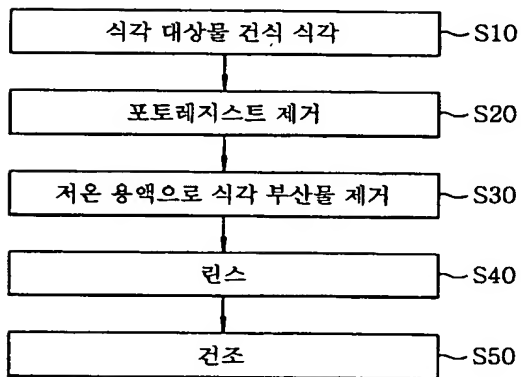 식각 대상물 건식 식각 S10
포토레지스트 제거 S20
저온 용액으로 식각 부산물 제거 S30
린스 S40
건조 S50